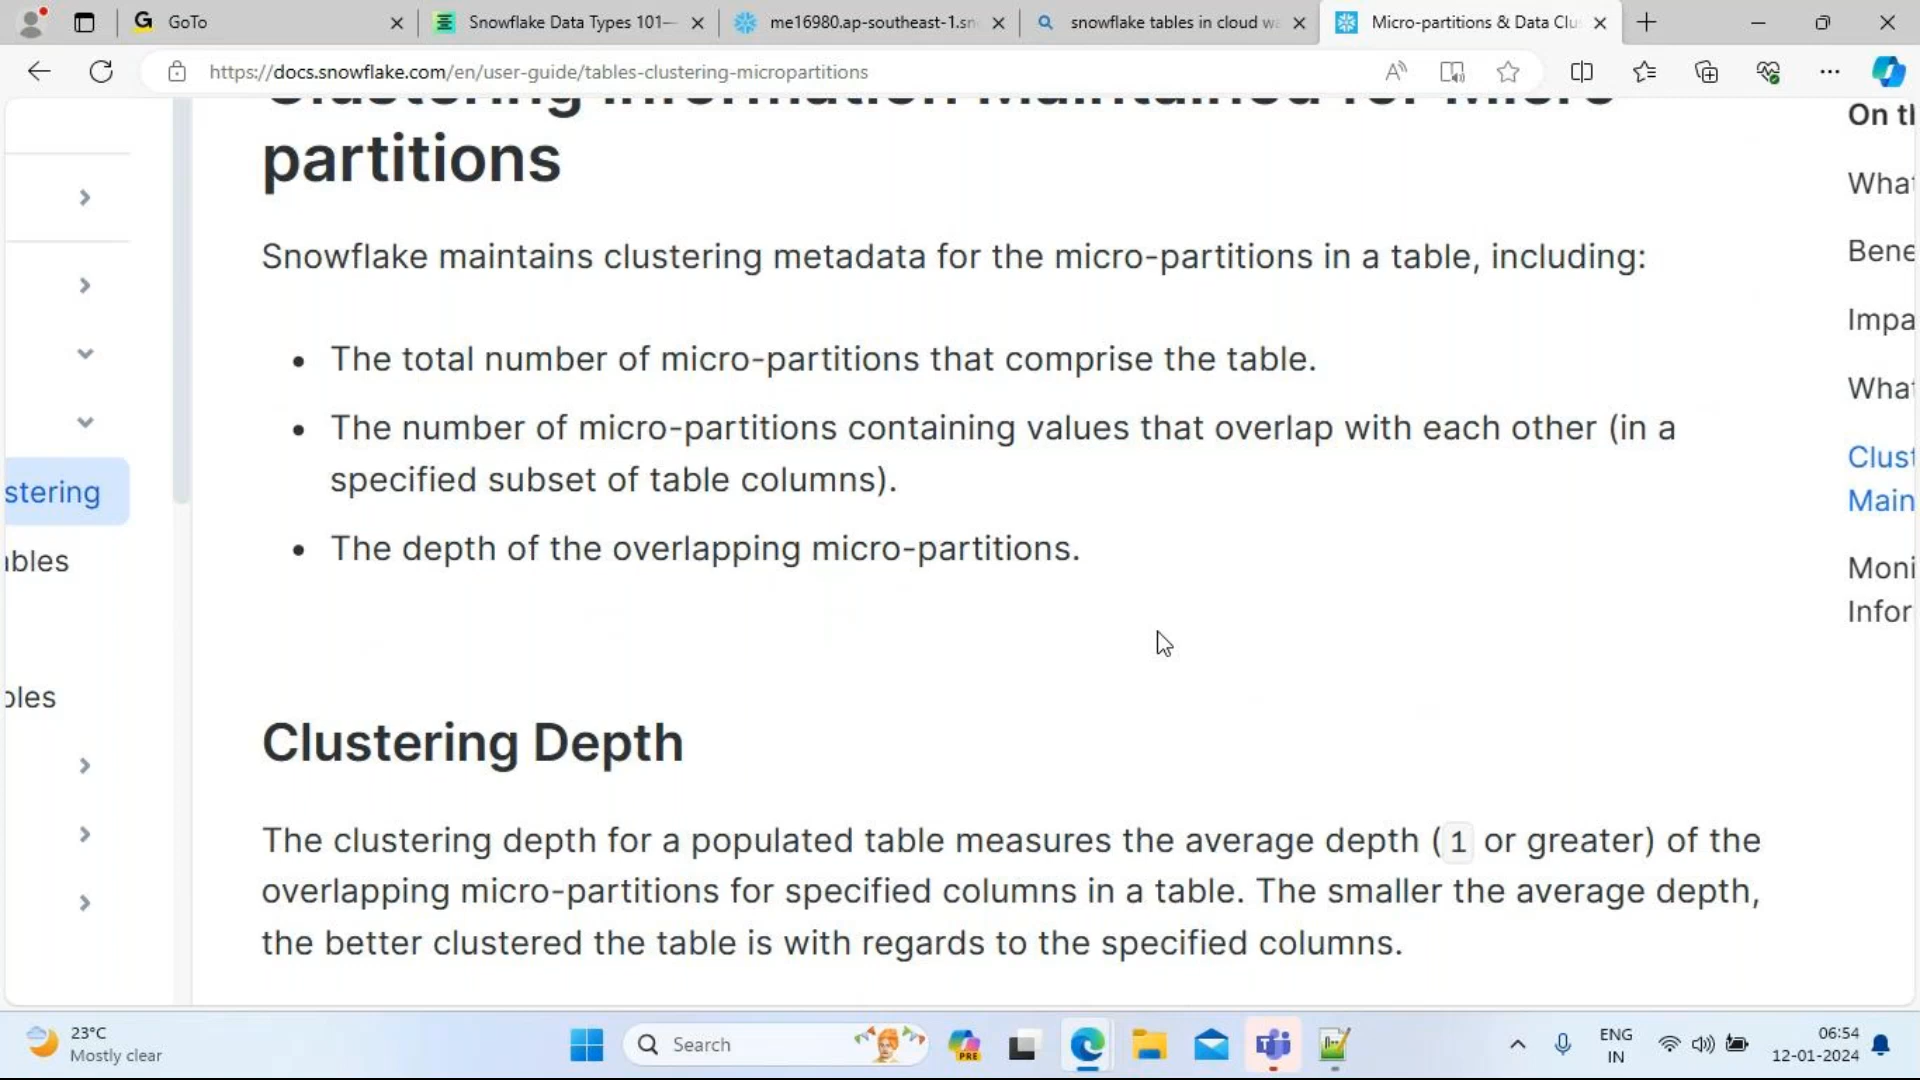 GoTo
Snowflake Data Types 101—
me16980.ap-southeast-1.sn
snowflake tables in cloud w
Micro-partitions & Data Clu
https://docs.snowflake.com/en/user-guide/tables-clustering-micropartitions
Clustering Information Maintained for Micro-
partitions
Snowflake maintains clustering metadata for the micro-partitions in a table, including:
• The total number of micro-partitions that comprise the table.
• The number of micro-partitions containing values that overlap with each other (in a
specified subset of table columns).
• The depth of the overlapping micro-partitions.
Clustering Depth
The clustering depth for a populated table measures the average depth (1 or greater) of the
overlapping micro-partitions for specified columns in a table. The smaller the average depth,
the better clustered the table is with regards to the specified columns.
stering
ables
bles
On t
What
Bene
Impa
What
Clust
Main
Moni
Infor
23°C
Mostly clear
Search
PRE
ENG
IN
06:54
12-01-2024